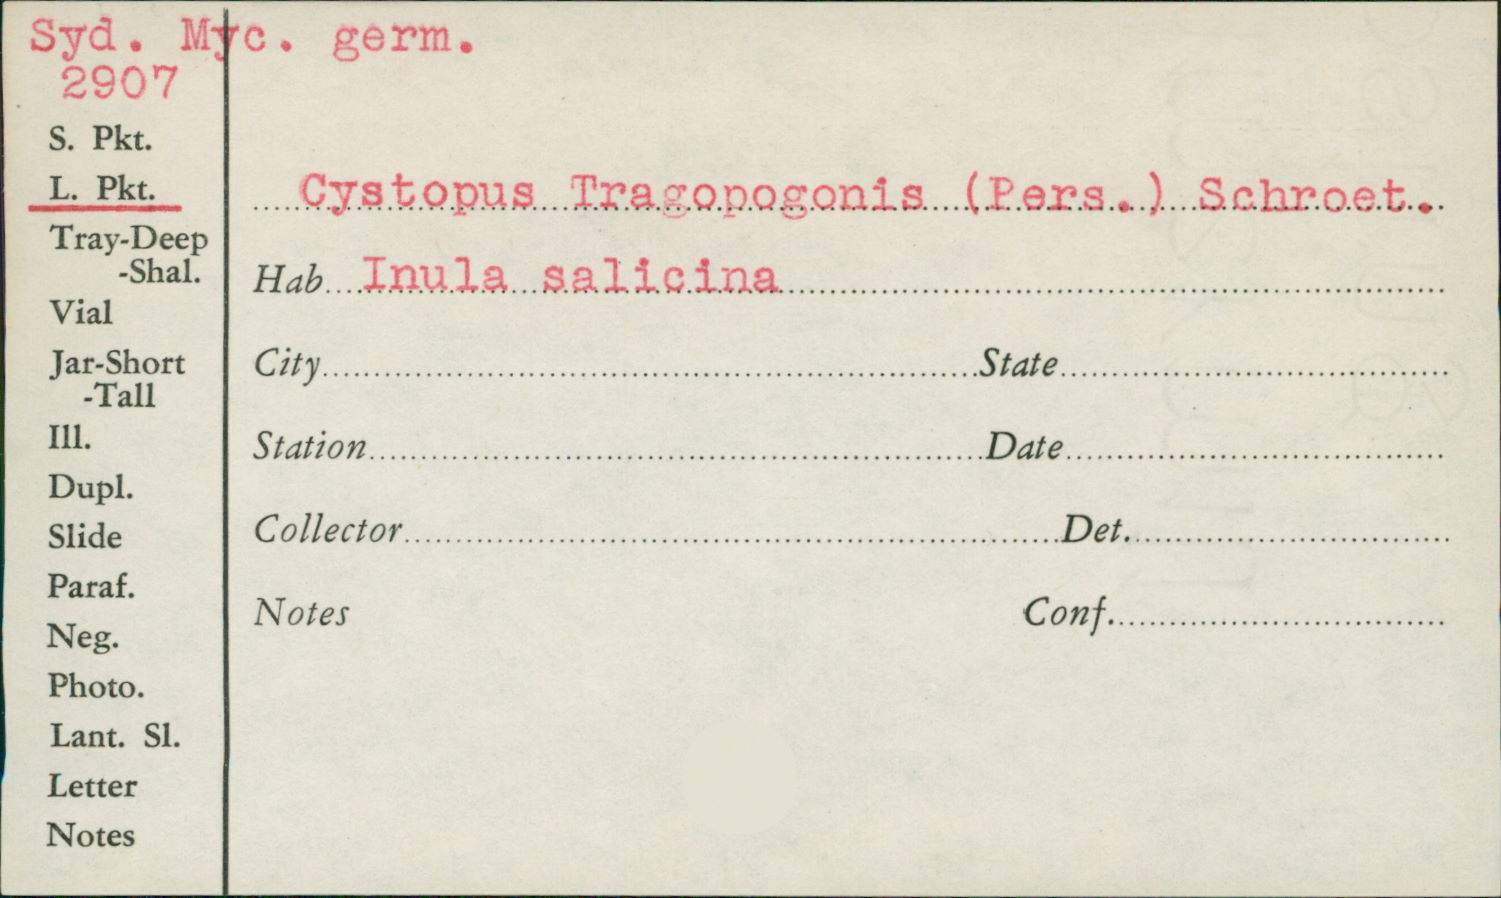 Syd. Myc. germ.
2907
S. Pkt.
L. Pkt.
Tray-Deep
-Shal.
Vial
Jar-Short
-Tall
Ill.
Dupl.
Slide
Paraf.
Neg.
Photo.
Lant. Sl.
Letter
Notes
Cystopus Tragopogonis (Pers.) Schroet.
Hab. Inula salicina
City State
Station Date
Collector Det.
Notes Conf.